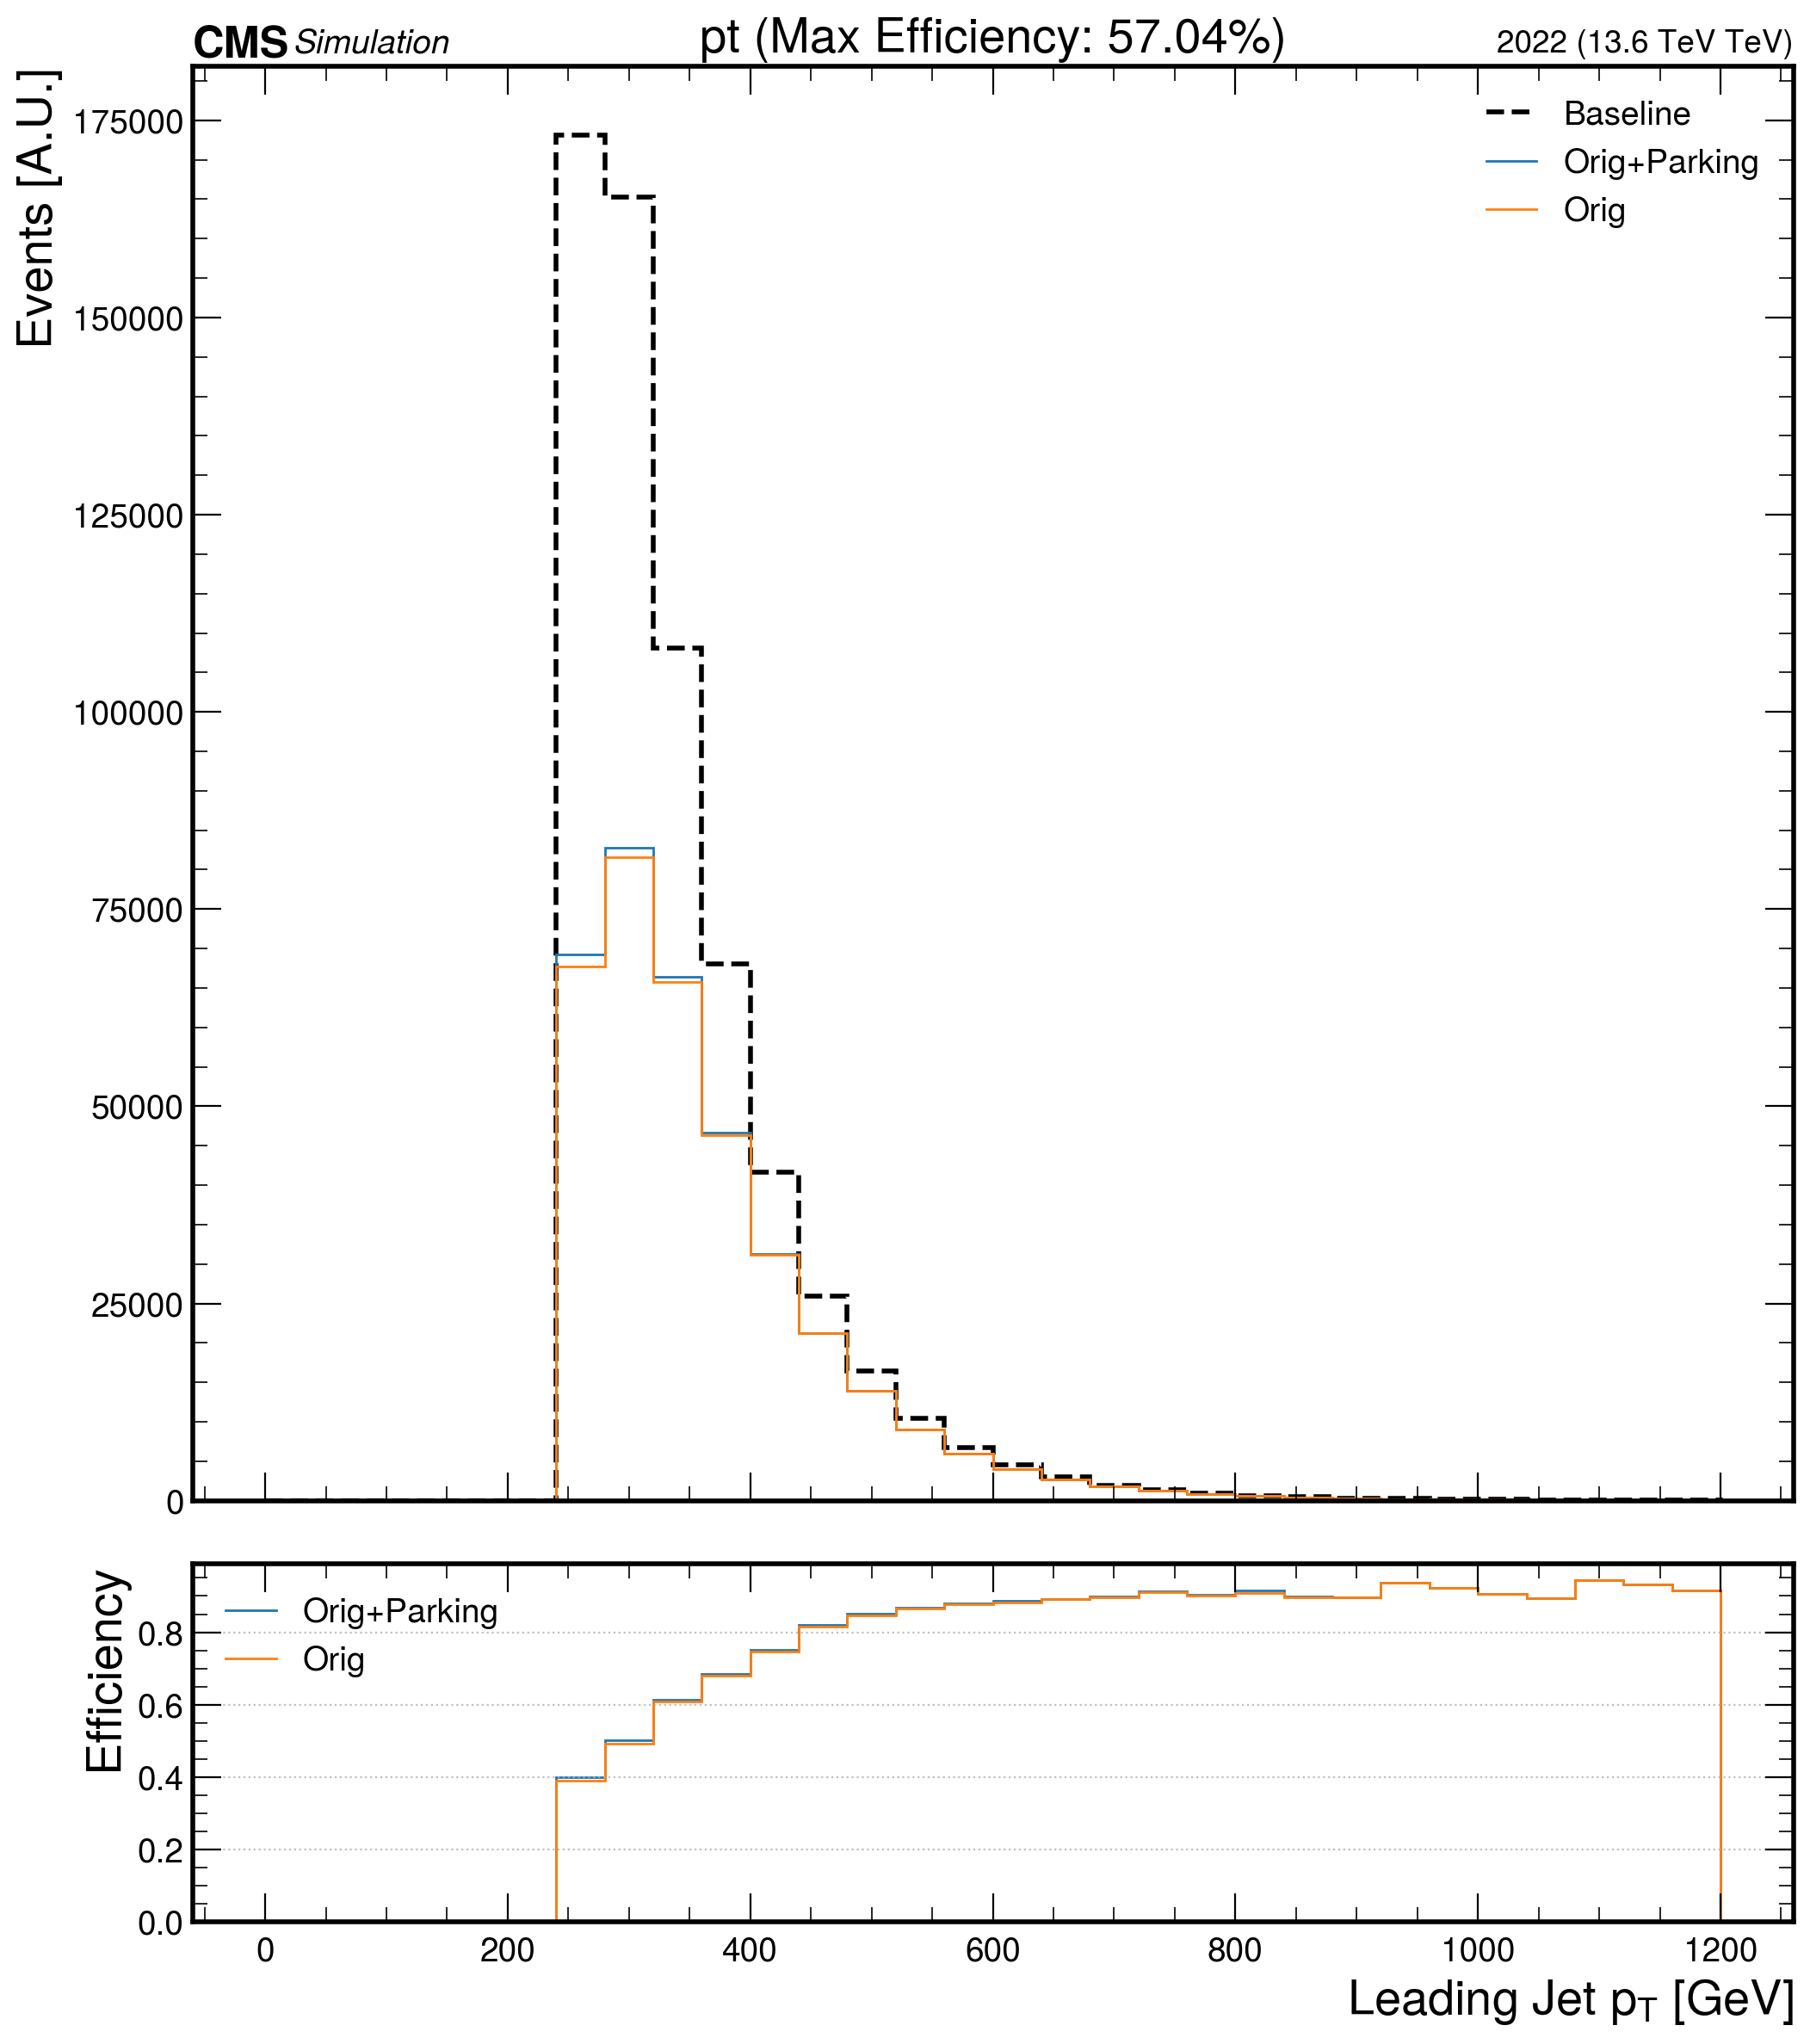 CMS Simulation
pt (Max Efficiency: 57.04%)
2022 (13.6 TeV TeV)
Events [A.U.]
175000
150000
125000
100000
75000
50000
25000
0
Baseline
Orig+Parking
Orig
Efficiency
0.8
0.6
0.4
0.2
0.0
Orig+Parking
Orig
0 200 400 600 800 1000 1200
Leading Jet pT [GeV]